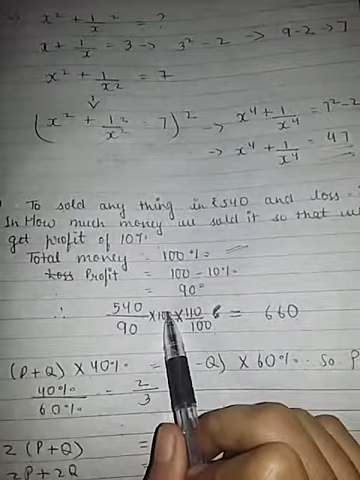 x² + 1/x² = ?
x + 1/x = 3 → 3² - 2 → 9 - 2 → 7
x² + 1/x² = 7
(x² + 1/x² = 7)² → x⁴ + 1/x⁴ = 7² - 2
→ x⁴ + 1/x⁴ = 47
To sold any thing in ₹540 and loss
In How much money we sold it so that we
get profit of 10%
Total money = 100%
Loss Profit = 100 - 10%
= 90°
∴ 540/90 × 100 × 110/100 = 660
(P+Q) × 40% = -Q) × 60% . So P
40%/60% = 2/3
2 (P+Q) =
2P + 2Q =